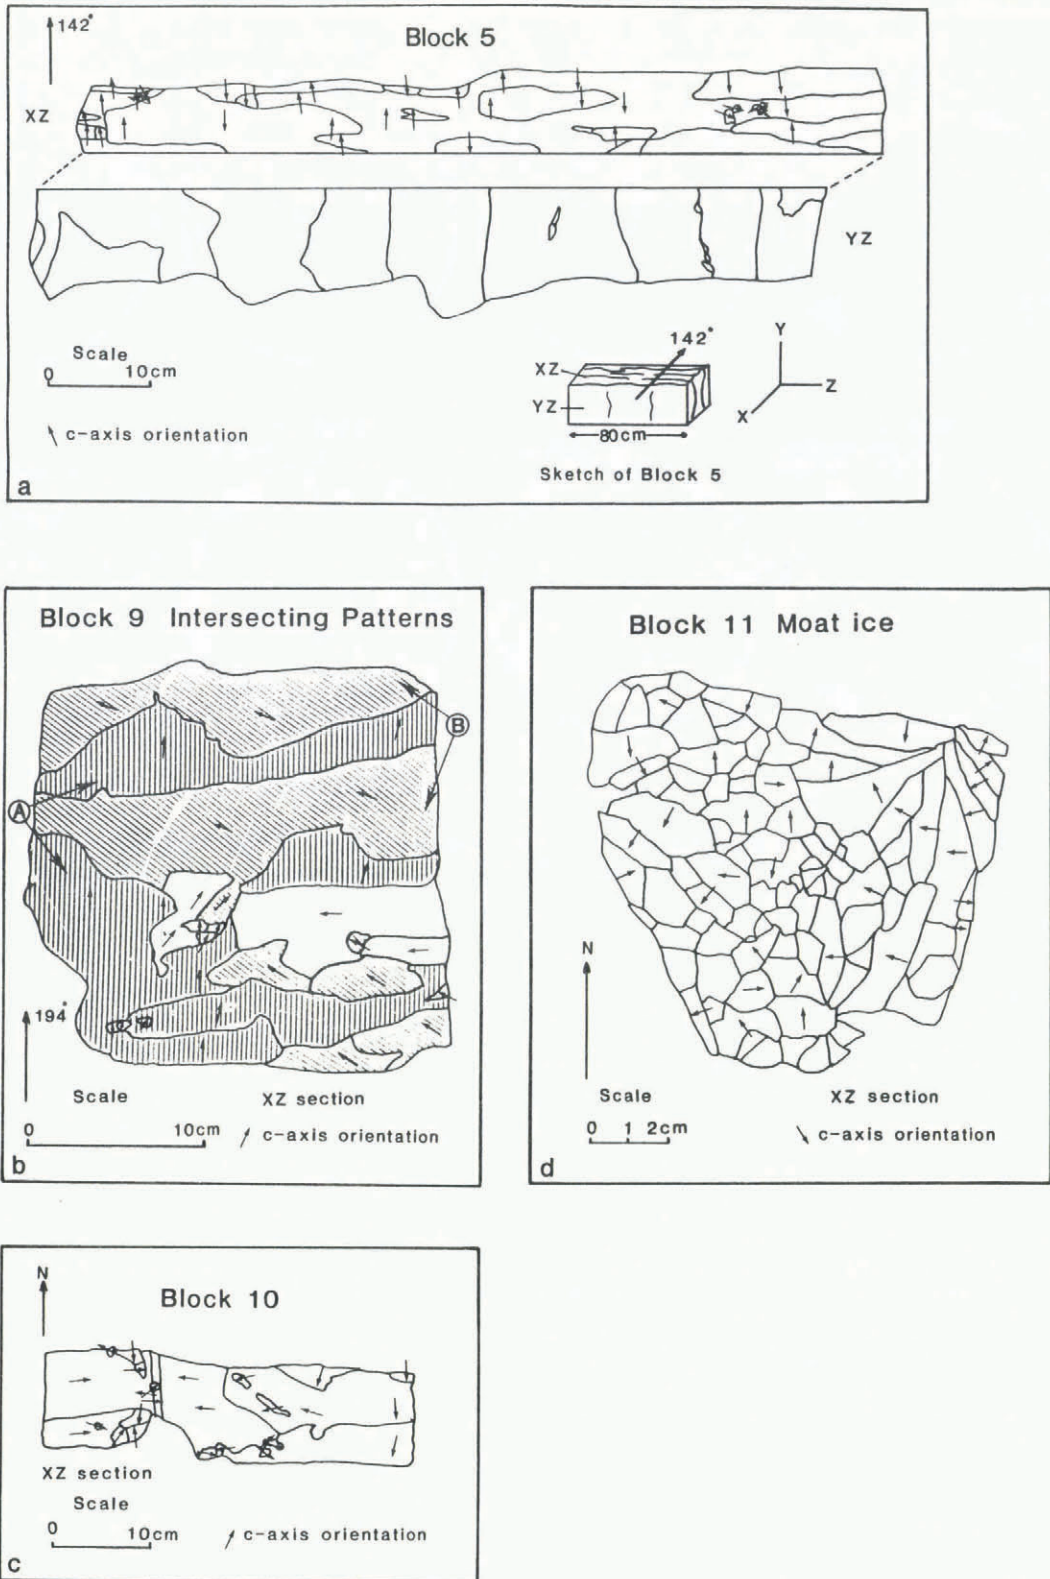 142°
Block 5
XZ
YZ
Scale
0 10cm
c-axis orientation
142°
XZ
YZ
80cm
Y
Z
X
Sketch of Block 5
a
Block 9 Intersecting Patterns
B
A
194°
Scale
XZ section
0 10cm
c-axis orientation
b
Block 11 Moat ice
N
Scale
XZ section
0 1 2cm
c-axis orientation
d
N
Block 10
XZ section
Scale
0 10cm
c-axis orientation
c